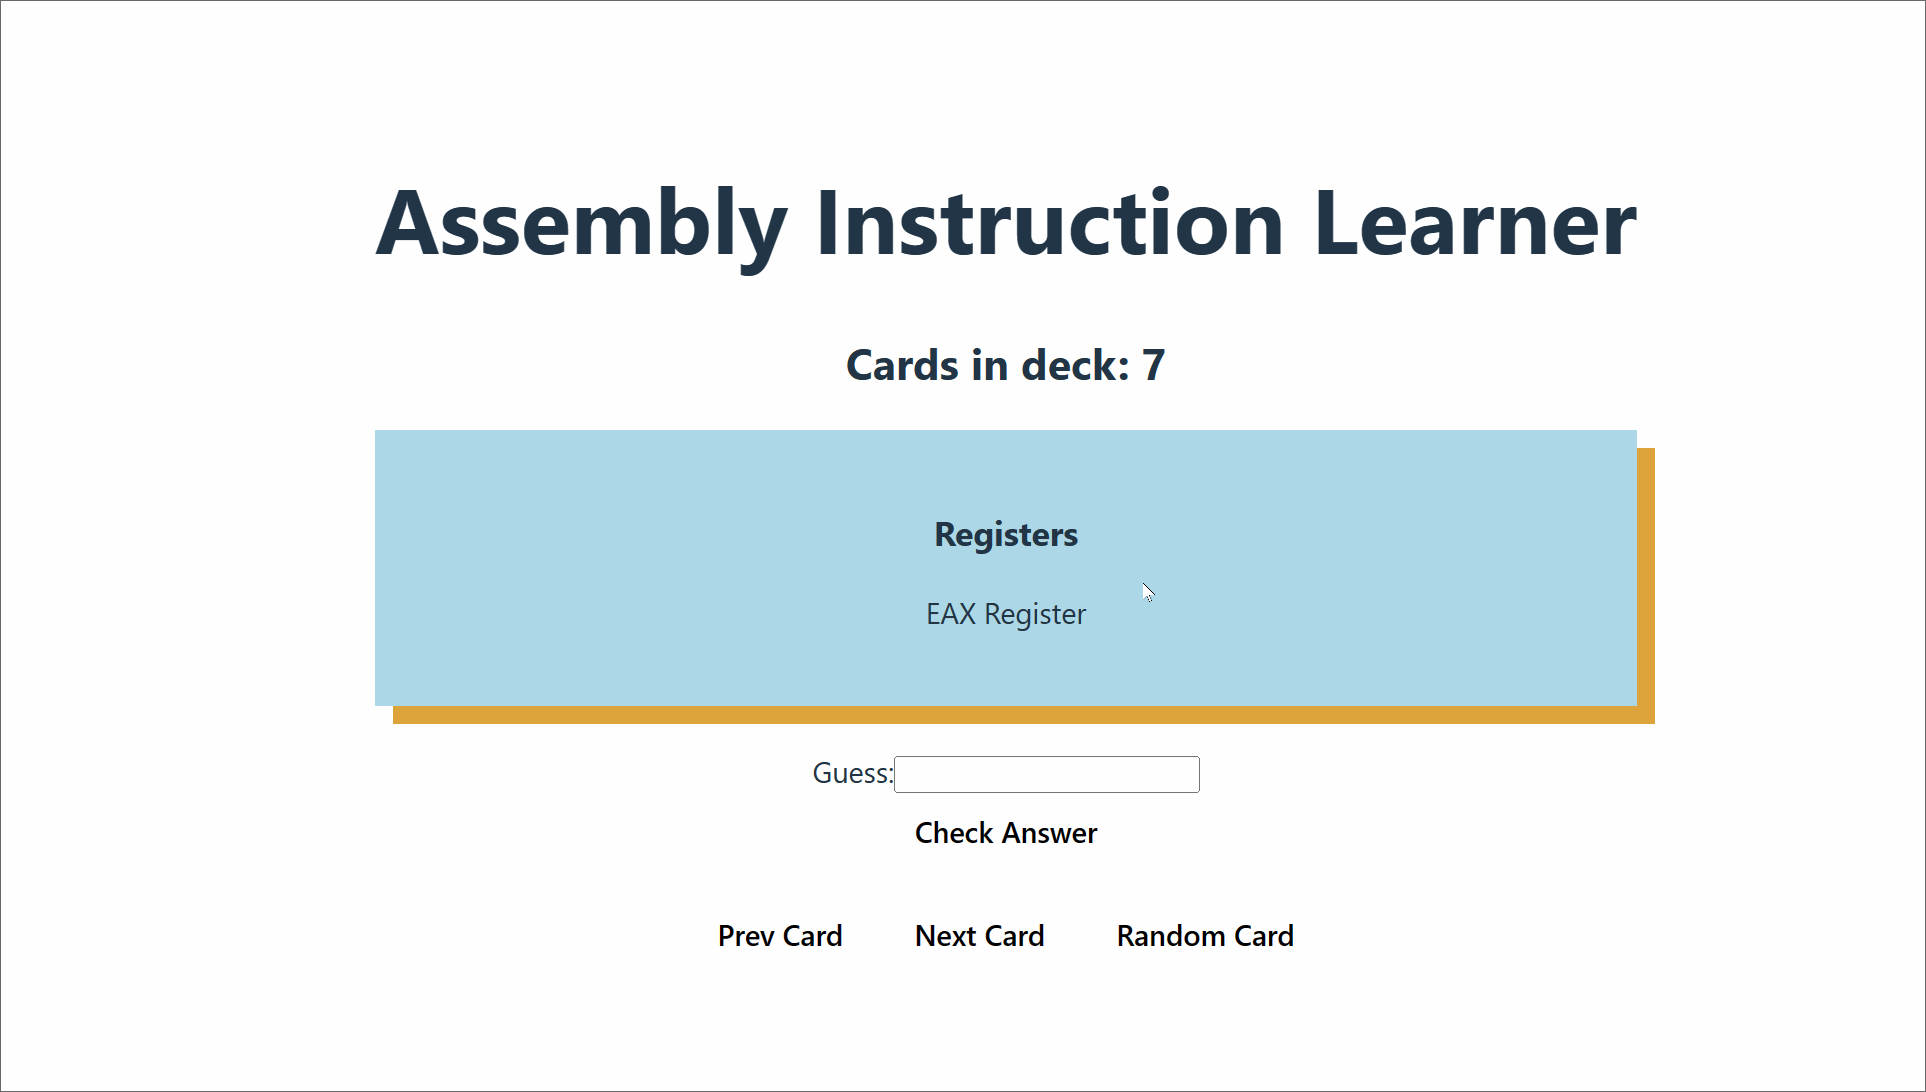 Assembly Instruction Learner
Cards in deck: 7
Registers
EAX Register
Guess:
Check Answer
Prev Card Next Card Random Card